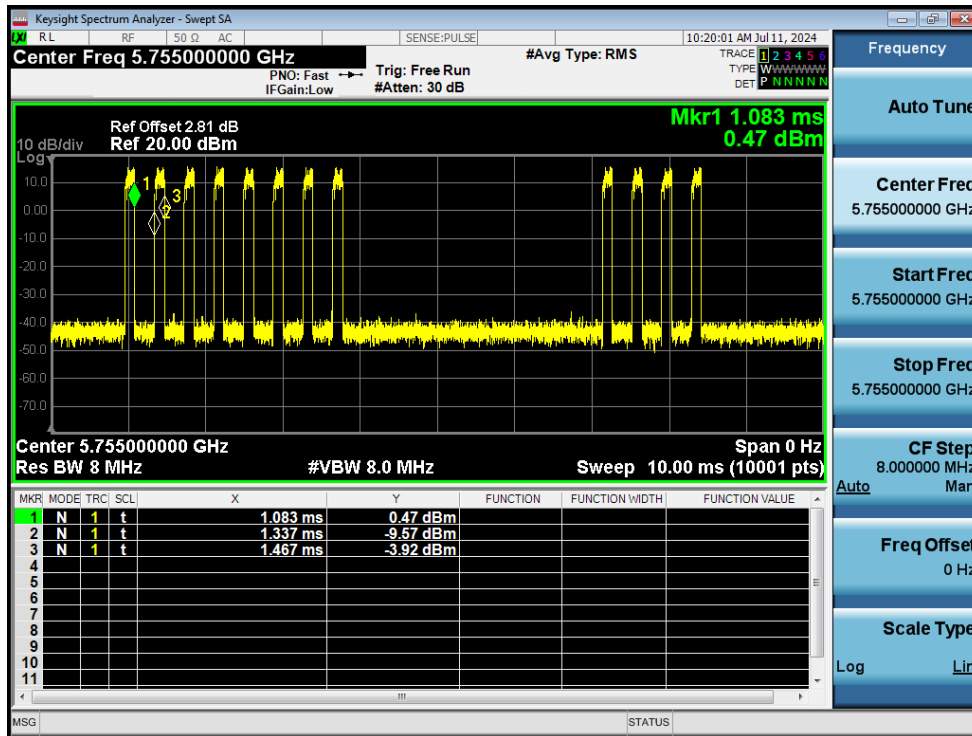 Keysight Spectrum Analyzer - Swept SA
LXI RL RF 50 Ω AC SENSE:PULSE 10:20:01 AM Jul 11, 2024
Center Freq 5.755000000 GHz
#Avg Type: RMS
TRACE 1 2 3 4 5 6
PNO: Fast Trig: Free Run
TYPE WWWWWW
IFGain:Low #Atten: 30 dB
DET P N N N N N
Mkr1 1.083 ms
0.47 dBm
Ref Offset 2.81 dB
10 dB/div Ref 20.00 dBm
Log
10.0
0.00
-10.0
-20.0
-30.0
-40.0
-50.0
-60.0
-70.0
1
2
3
Center 5.755000000 GHz Span 0 Hz
Res BW 8 MHz #VBW 8.0 MHz Sweep 10.00 ms (10001 pts)
MKR MODE TRC SCL X Y FUNCTION FUNCTION WIDTH FUNCTION VALUE
1 N 1 t 1.083 ms 0.47 dBm
2 N 1 t 1.337 ms -9.57 dBm
3 N 1 t 1.467 ms -3.92 dBm
4
5
6
7
8
9
10
11
MSG STATUS
Frequency
Auto Tune
Center Freq
5.755000000 GHz
Start Freq
5.755000000 GHz
Stop Freq
5.755000000 GHz
CF Step
8.000000 MHz
Auto Man
Freq Offset
0 Hz
Scale Type
Log Lin